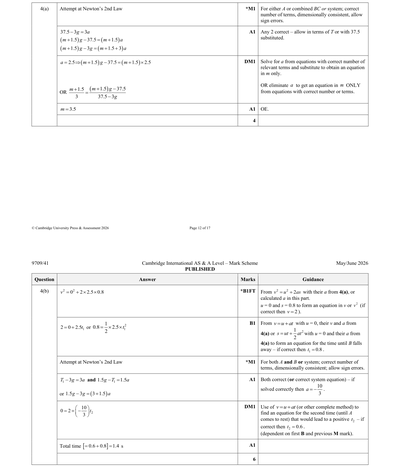 4(a) Attempt at Newton's 2nd Law *M1 For either A or combined BC or system; correct
number of terms, dimensionally consistent, allow
sign errors.
37.5 − 3g = 3a
(m + 1.5)g − 37.5 = (m + 1.5)a
(m + 1.5)g − 3g = (m + 1.5 + 3)a
A1 Any 2 correct – allow in terms of T or with 37.5
substituted.
a = 2.5 ⇒ (m + 1.5)g − 37.5 = (m + 1.5) × 2.5
DM1 Solve for a from equations with correct number of
relevant terms and substitute to obtain an equation
in m only.
OR (m + 1.5)/3 = ((m + 1.5)g − 37.5)/(37.5 − 3g)
OR eliminate a to get an equation in m ONLY
from equations with correct number or terms.
m = 3.5 A1 OE.
4
© Cambridge University Press & Assessment 2026 Page 12 of 17
9709/41 Cambridge International AS & A Level – Mark Scheme May/June 2026
PUBLISHED
Question Answer Marks Guidance
4(b) v² = 0² + 2 × 2.5 × 0.8 *B1FT From v² = u² + 2as with their a from 4(a), or
calculated a in this part.
u = 0 and s = 0.8 to form an equation in v or v² (if
correct then v = 2).
2 = 0 + 2.5t₁ or 0.8 = 1/2 × 2.5 × t₁²
B1 From v = u + at with u = 0, their v and a from
4(a) or s = ut + 1/2 at² with u = 0 and their a from
4(a) to form an equation for the time until B falls
away – if correct then t₁ = 0.8.
Attempt at Newton's 2nd Law *M1 For both A and B or system; correct number of
terms, dimensionally consistent; allow sign errors.
T₁ − 3g = 3a and 1.5g − T₁ = 1.5a
or 1.5g − 3g = (3 + 1.5)a
A1 Both correct (or correct system equation) – if
solved correctly then a = −10/3.
0 = 2 + (−10/3)t₂
DM1 Use of v = u + at (or other complete method) to
find an equation for the second time (until A
comes to rest) that would lead to a positive t₂ – if
correct then t₂ = 0.6.
(dependent on first B and previous M mark).
Total time [= 0.6 + 0.8] = 1.4 s A1
6